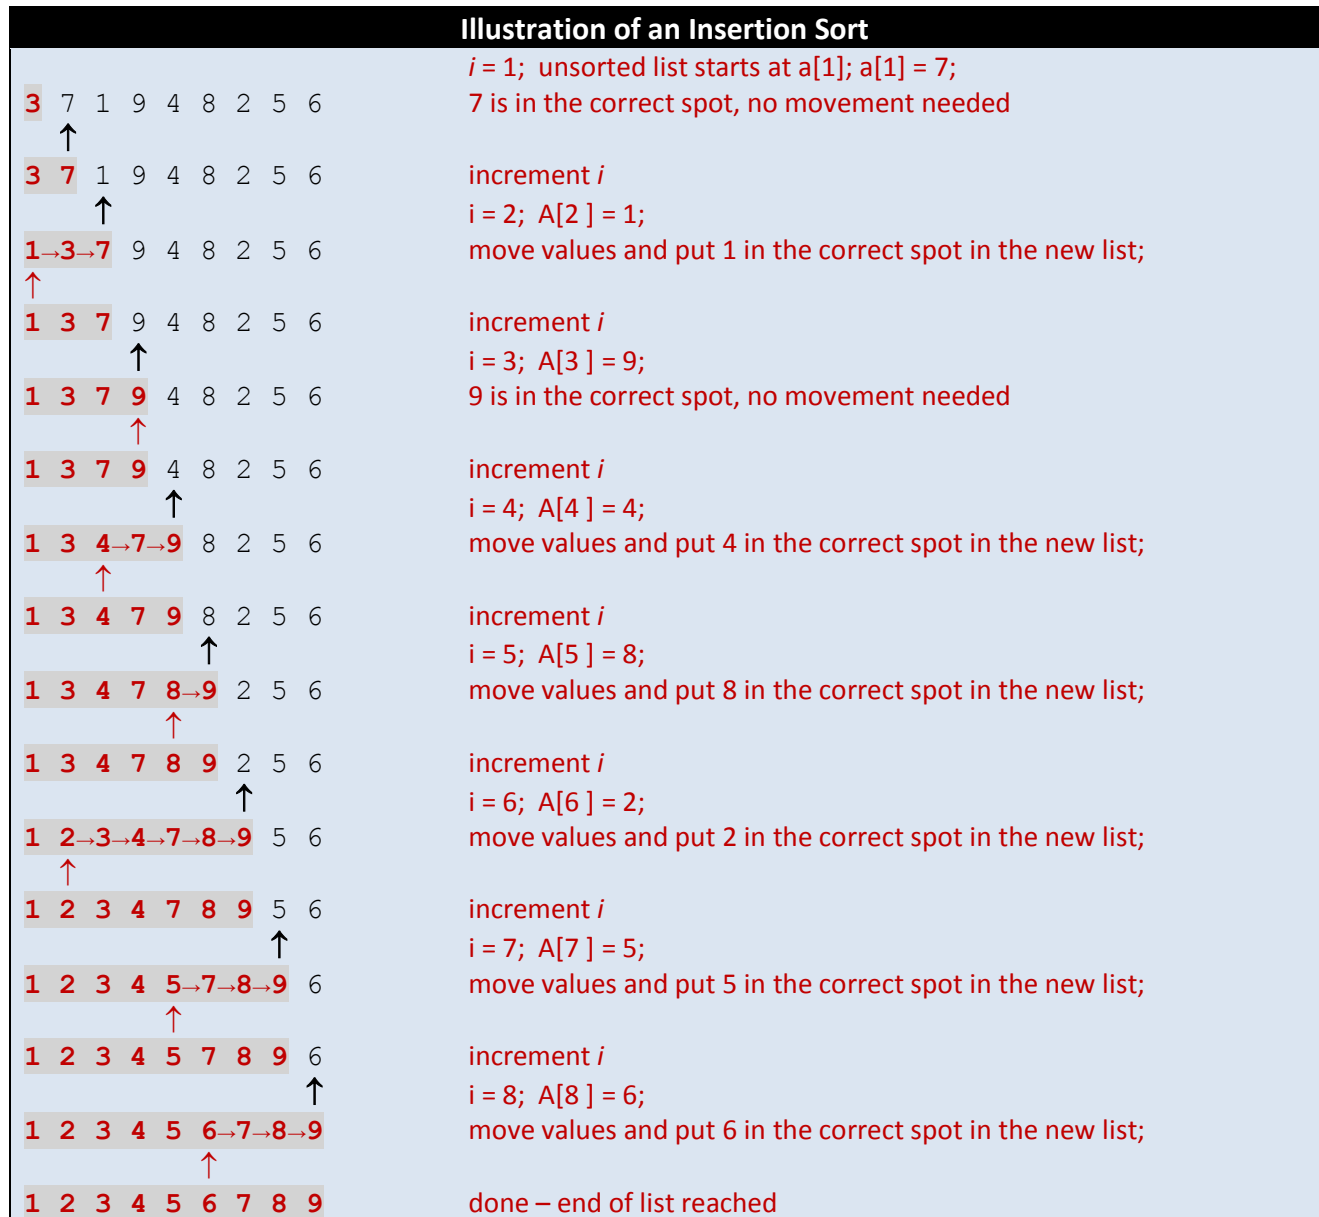 Illustration of an Insertion Sort
i = 1; unsorted list starts at a[1]; a[1] = 7;
3 7 1 9 4 8 2 5 6 7 is in the correct spot, no movement needed
↑
3 7 1 9 4 8 2 5 6 increment i
↑ i = 2; A[2 ] = 1;
1→3→7 9 4 8 2 5 6 move values and put 1 in the correct spot in the new list;
↑
1 3 7 9 4 8 2 5 6 increment i
↑ i = 3; A[3 ] = 9;
1 3 7 9 4 8 2 5 6 9 is in the correct spot, no movement needed
↑
1 3 7 9 4 8 2 5 6 increment i
↑ i = 4; A[4 ] = 4;
1 3 4→7→9 8 2 5 6 move values and put 4 in the correct spot in the new list;
↑
1 3 4 7 9 8 2 5 6 increment i
↑ i = 5; A[5 ] = 8;
1 3 4 7 8→9 2 5 6 move values and put 8 in the correct spot in the new list;
↑
1 3 4 7 8 9 2 5 6 increment i
↑ i = 6; A[6 ] = 2;
1 2→3→4→7→8→9 5 6 move values and put 2 in the correct spot in the new list;
↑
1 2 3 4 7 8 9 5 6 increment i
↑ i = 7; A[7 ] = 5;
1 2 3 4 5→7→8→9 6 move values and put 5 in the correct spot in the new list;
↑
1 2 3 4 5 7 8 9 6 increment i
↑ i = 8; A[8 ] = 6;
1 2 3 4 5 6→7→8→9 move values and put 6 in the correct spot in the new list;
↑
1 2 3 4 5 6 7 8 9 done – end of list reached